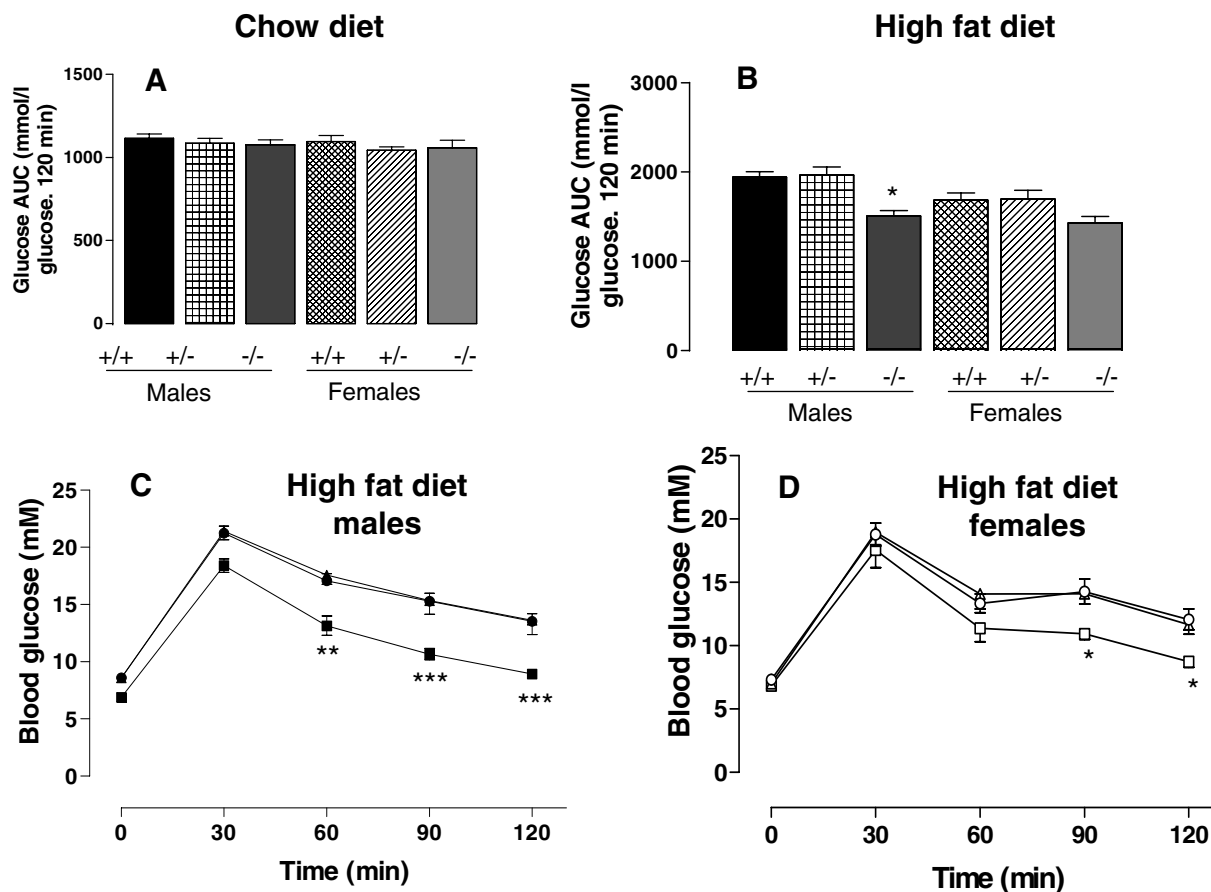 Chow diet
High fat diet
A
Glucose AUC (mmol/l
glucose. 120 min)
1500
1000
500
0
+/+ +/- -/- +/+ +/- -/-
Males Females
B
Glucose AUC (mmol/l
glucose. 120 min)
3000
2000
1000
0
*
+/+ +/- -/- +/+ +/- -/-
Males Females
C
High fat diet
males
Blood glucose (mM)
25
20
15
10
5
0
**
***
***
0 30 60 90 120
Time (min)
D
High fat diet
females
Blood glucose (mM)
25
20
15
10
5
0
*
*
0 30 60 90 120
Time (min)